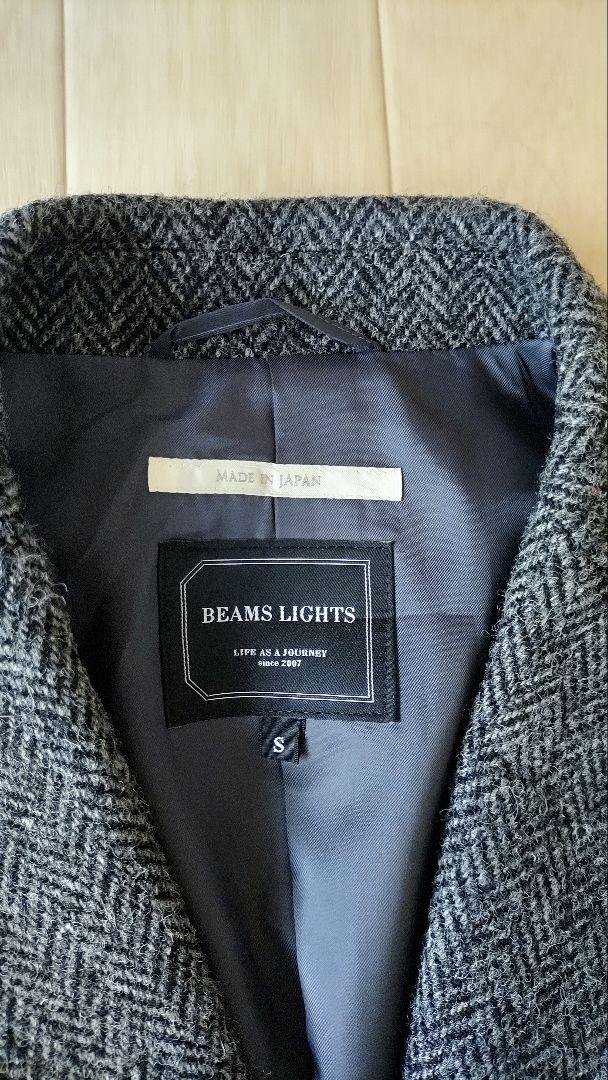 MADE IN JAPAN
BEAMS LIGHTS
LIFE AS A JOURNEY
since 2007
S